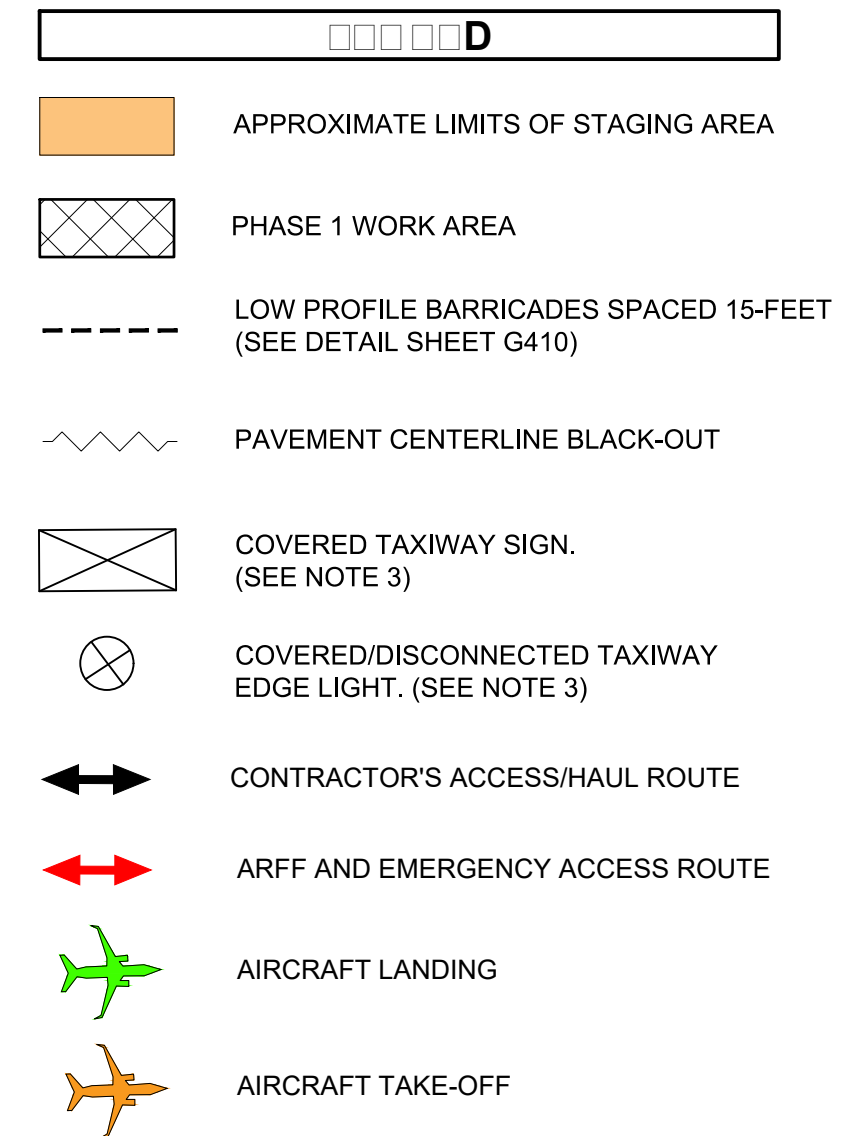 APPROXIMATE LIMITS OF STAGING AREA
PHASE 1 WORK AREA
LOW PROFILE BARRICADES SPACED 15-FEET
(SEE DETAIL SHEET G410)
PAVEMENT CENTERLINE BLACK-OUT
COVERED TAXIWAY SIGN.
(SEE NOTE 3)
COVERED/DISCONNECTED TAXIWAY
EDGE LIGHT. (SEE NOTE 3)
CONTRACTOR'S ACCESS/HAUL ROUTE
ARFF AND EMERGENCY ACCESS ROUTE
AIRCRAFT LANDING
AIRCRAFT TAKE-OFF